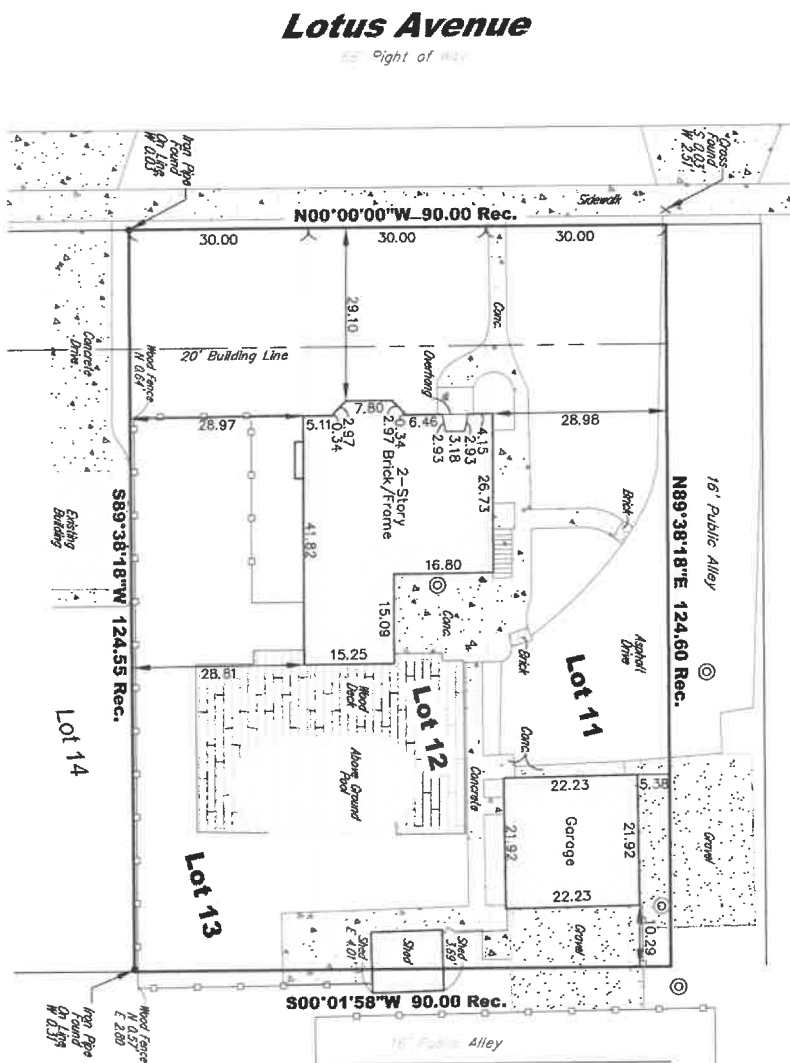 Lotus Avenue
Right of Way
Iron Pipe
Found
On Line
W 0.03'
Cross
Found
S 0.03'
W 2.51'
Sidewalk
N00°00'00"W 90.00 Rec.
30.00
30.00
30.00
29.10
Conc.
Concrete
Drive
Wood Fence
N 0.64'
20' Building Line
Overhang
28.97
5.11
0.34
2.97
7.80
0.34
2.97
6.46
2.93
3.18
2.93
4.15
28.98
2-Story
Brick/Frame
26.73
41.82
16.80
15.09
15.25
28.81
Conc.
Brick
Brick
16' Public Alley
N89°38'18"E 124.60 Rec.
Asphalt
Drive
Existing
Building
S89°38'18"W 124.55 Rec.
Lot 14
Lot 11
Lot 12
Lot 13
Wood
Deck
Above Ground
Pool
Concrete
Conc.
22.23
5.38
21.92
Garage
21.92
22.23
Gravel
10.29
Gravel
Shed
E 4.01'
Shed
Shed
3.69'
S00°01'58"W 90.00 Rec.
Wood Fence
N 0.57'
E 2.80
Iron Pipe
Found
On Line
W 0.31'
16' Public Alley